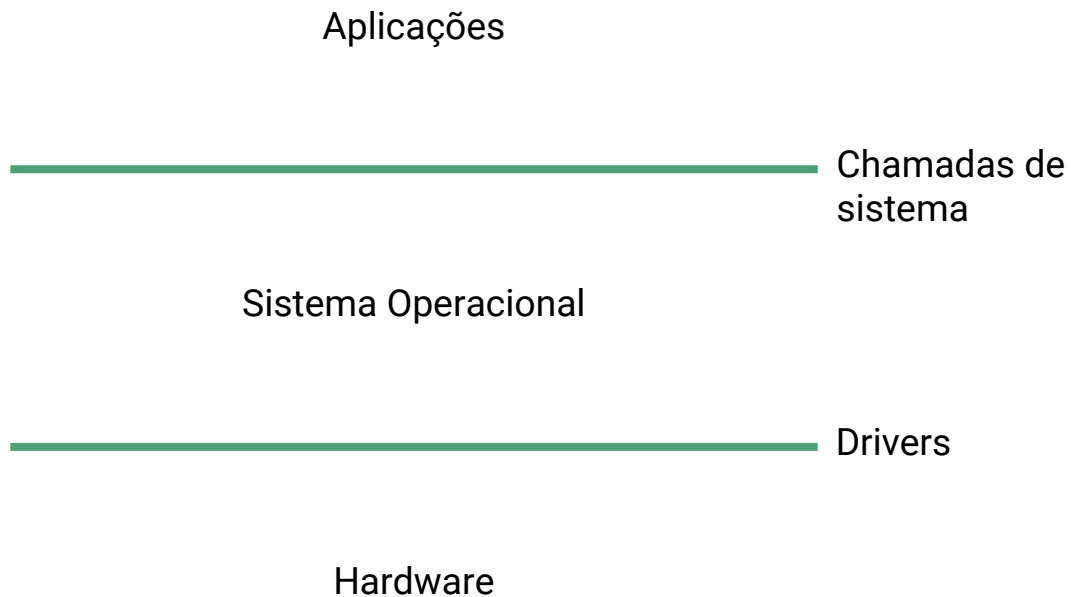 Aplicações
Chamadas de
sistema
Sistema Operacional
Drivers
Hardware